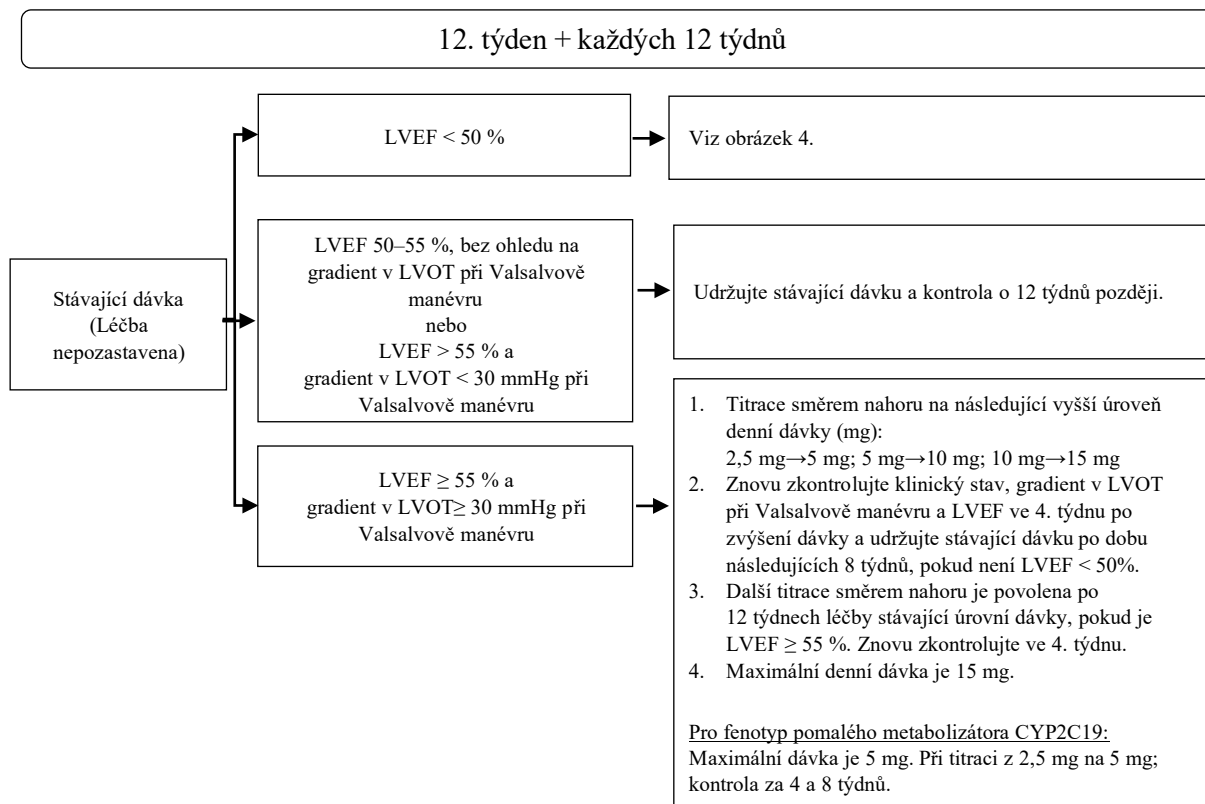 12. týden + každých 12 týdnů
Stávající dávka
(Léčba
nepozastavena)
LVEF < 50 %
Viz obrázek 4.
LVEF 50–55 %, bez ohledu na
gradient v LVOT při Valsalvově
manévru
nebo
LVEF > 55 % a
gradient v LVOT < 30 mmHg při
Valsalvově manévru
Udržujte stávající dávku a kontrola o 12 týdnů později.
LVEF ≥ 55 % a
gradient v LVOT≥ 30 mmHg při
Valsalvově manévru
1. Titrace směrem nahoru na následující vyšší úroveň
denní dávky (mg):
2,5 mg→5 mg; 5 mg→10 mg; 10 mg→15 mg
2. Znovu zkontrolujte klinický stav, gradient v LVOT
při Valsalvově manévru a LVEF ve 4. týdnu po
zvýšení dávky a udržujte stávající dávku po dobu
následujících 8 týdnů, pokud není LVEF < 50%.
3. Další titrace směrem nahoru je povolena po
12 týdnech léčby stávající úrovní dávky, pokud je
LVEF ≥ 55 %. Znovu zkontrolujte ve 4. týdnu.
4. Maximální denní dávka je 15 mg.
Pro fenotyp pomalého metabolizátora CYP2C19:
Maximální dávka je 5 mg. Při titraci z 2,5 mg na 5 mg;
kontrola za 4 a 8 týdnů.